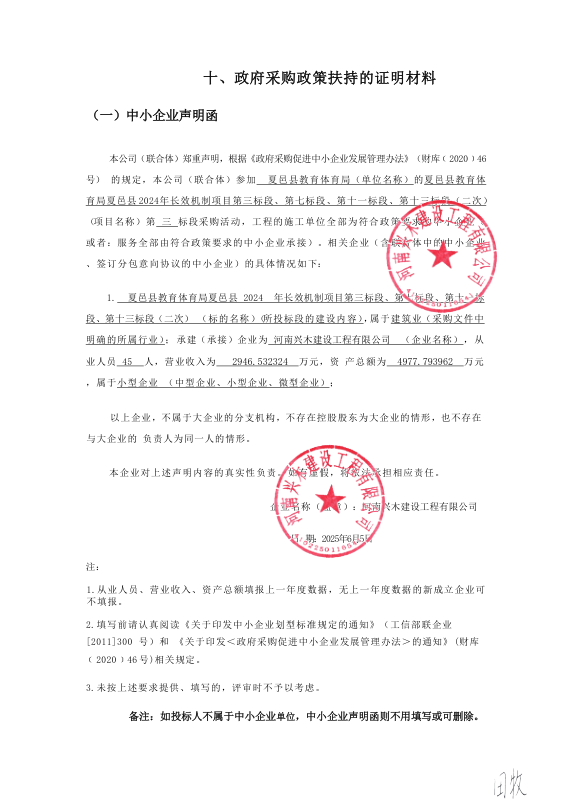 十、政府采购政策扶持的证明材料
（一）中小企业声明函
本公司（联合体）郑重声明，根据《政府采购促进中小企业发展管理办法》（财库﹝2020﹞46
号） 的规定，本公司（联合体）参加 夏邑县教育体育局（单位名称）的夏邑县教育体
育局夏邑县2024年长效机制项目第三标段、第七标段、第十一标段、第十三标段（二次）
（项目名称）第 三 标段采购活动，工程的施工单位全部为符合政策要求的中小企业（
或者：服务全部由符合政策要求的中小企业承接）。相关企业（含联合体中的中小企业
、签订分包意向协议的中小企业）的具体情况如下：
1. 夏邑县教育体育局夏邑县 2024 年长效机制项目第三标段、第七标段、第十一标
段、第十三标段（二次） （标的名称）（所投标段的建设内容），属于建筑业（采购文件中
明确的所属行业）；承建（承接）企业为 河南兴木建设工程有限公司 （企业名称），从
业人员 45 人，营业收入为 2946.532324 万元，资 产总额为 4977.793962 万元
，属于小型企业 （中型企业、小型企业、微型企业）；
以上企业，不属于大企业的分支机构，不存在控股股东为大企业的情形，也不存在
与大企业的 负责人为同一人的情形。
本企业对上述声明内容的真实性负责。如有虚假，将依法承担相应责任。
企业名称（盖章）：河南兴木建设工程有限公司
日 期：2025年6月5日
河南兴木建设工程有限公司
河南兴木建设工程有限公司
注：
1.从业人员、营业收入、资产总额填报上一年度数据，无上一年度数据的新成立企业可
不填报。
2.填写前请认真阅读《关于印发中小企业划型标准规定的通知》（工信部联企业
[2011]300 号）和 《关于印发＜政府采购促进中小企业发展管理办法＞的通知》(财库
﹝2020﹞46号)相关规定。
3.未按上述要求提供、填写的，评审时不予以考虑。
备注：如投标人不属于中小企业单位，中小企业声明函则不用填写或可删除。
田牧